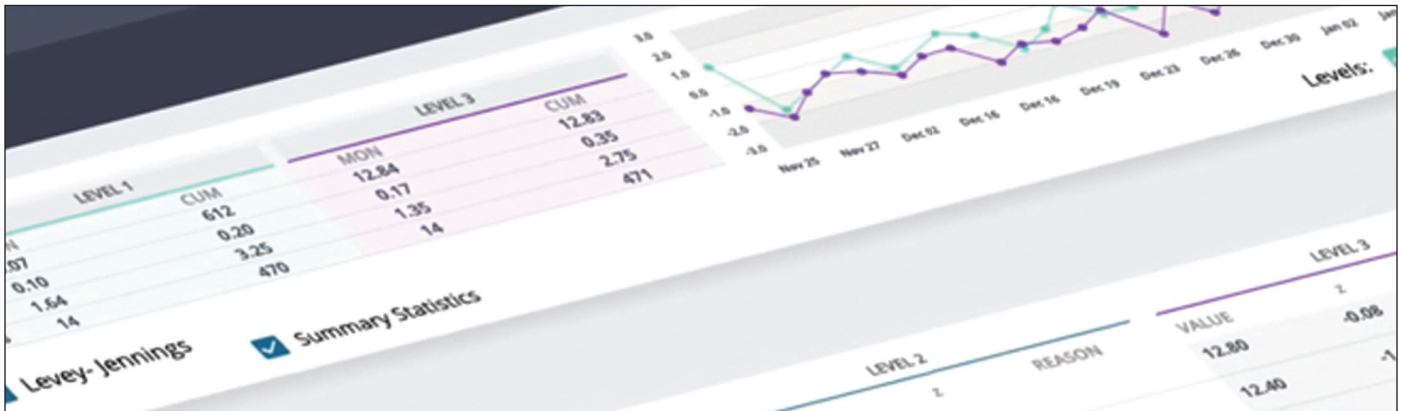 LEVEL 1
CUM
.07 612
0.10 0.20
1.64 3.25
14 470
LEVEL 3
MON CUM
12.84 12.83
0.17 0.35
1.35 2.75
14 471
3.0
2.0
1.0
0.0
-1.0
-2.0
-3.0
Nov 25 Nov 27 Dec 02 Dec 16 Dec 16 Dec 19 Dec 23 Dec 26 Dec 30 Jan 02
Levels:
Levey-Jennings Summary Statistics
LEVEL 2
Z REASON
LEVEL 3
VALUE Z
12.80 -0.08
12.40 -1